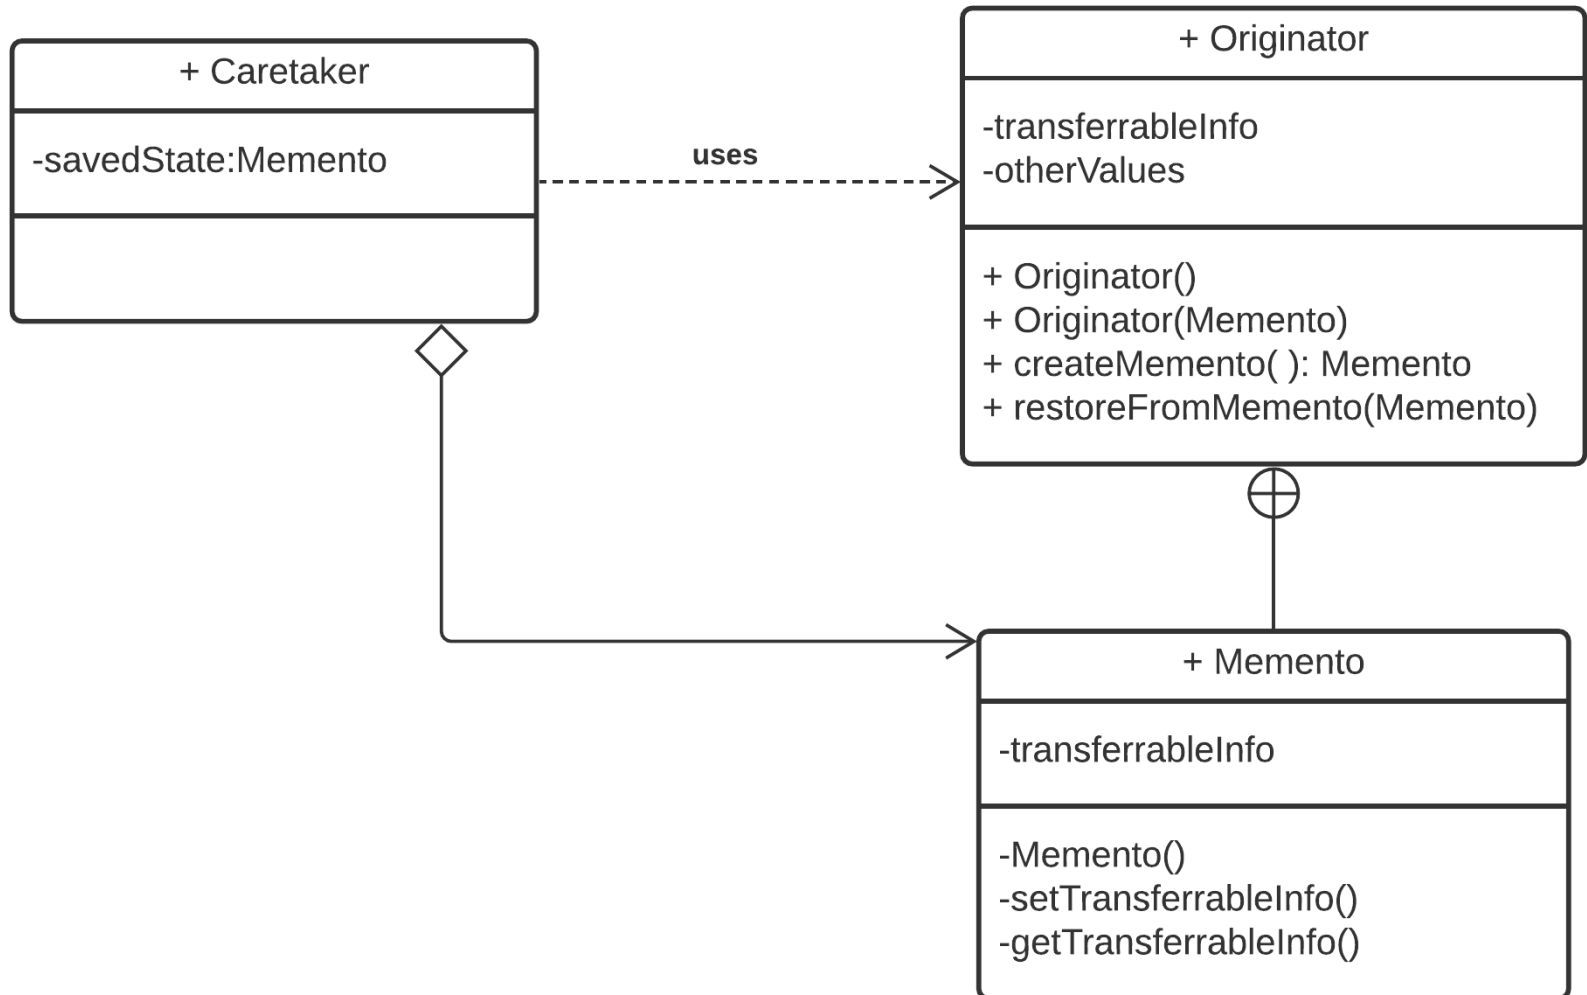 + Caretaker
-savedState:Memento
uses
+ Originator
-transferrableInfo
-otherValues
+ Originator()
+ Originator(Memento)
+ createMemento( ): Memento
+ restoreFromMemento(Memento)
+ Memento
-transferrableInfo
-Memento()
-setTransferrableInfo()
-getTransferrableInfo()